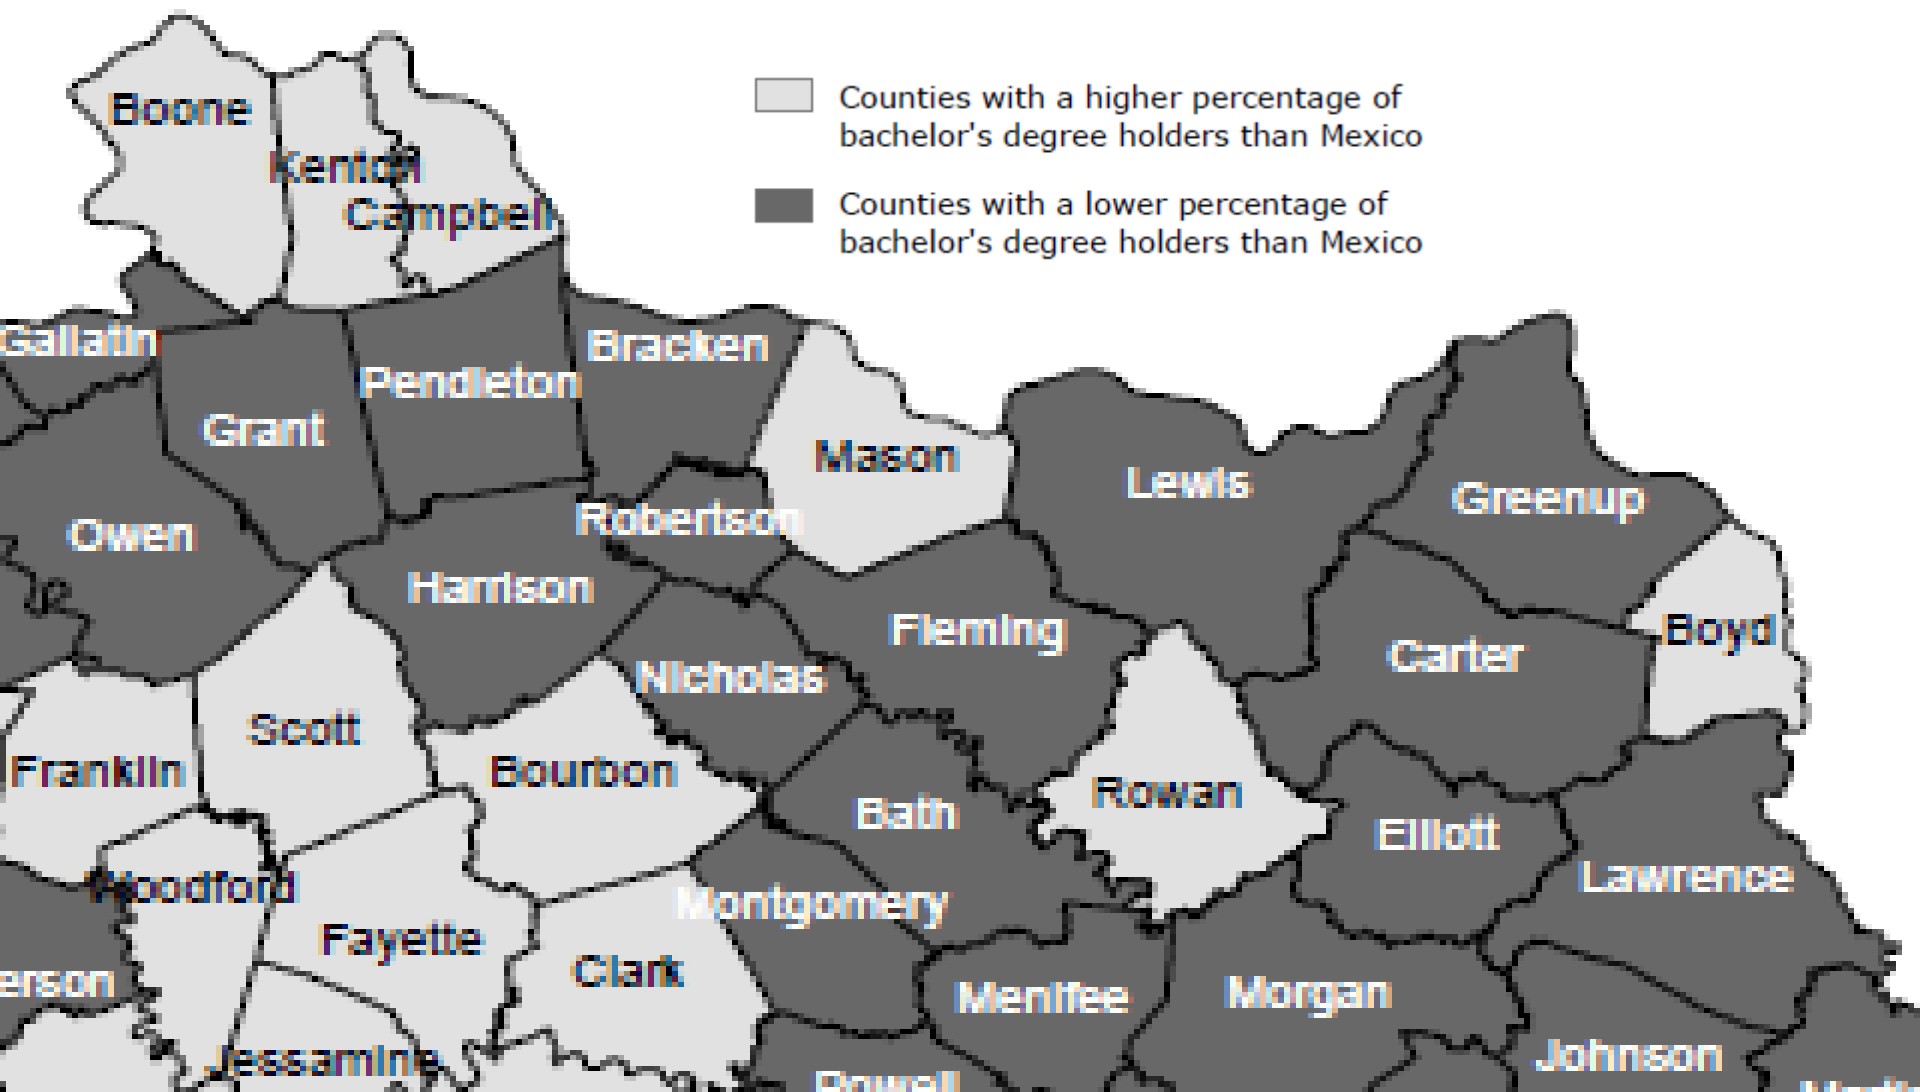 Boone
Counties with a higher percentage of
bachelor's degree holders than Mexico
Kenton
Campbell
Counties with a lower percentage of
bachelor's degree holders than Mexico
Gallatin
Bracken
Pendleton
Grant
Mason
Lewis
Greenup
Robertson
Owen
Harrison
Fleming
Boyd
Carter
Nicholas
Scott
Franklin
Bourbon
Rowan
Bath
Elliott
Lawrence
Woodford
Montgomery
Fayette
Clark
erson
Menifee
Morgan
Jessamine
Johnson
Powell